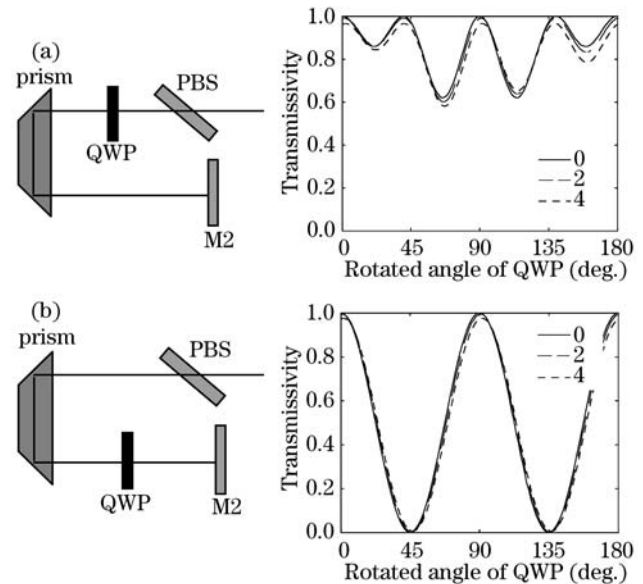 (a)
prism
PBS
QWP
M2
Transmissivity
1.0
0.8
0.6
0.4
0.2
0.0
0
2
4
0 45 90 135 180
Rotated angle of QWP (deg.)
(b)
prism
PBS
QWP
M2
Transmissivity
1.0
0.8
0.6
0.4
0.2
0.0
0
2
4
0 45 90 135 180
Rotated angle of QWP (deg.)